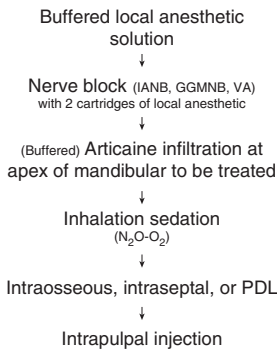 Buffered local anesthetic
solution
↓
Nerve block (IANB, GGMNB, VA)
with 2 cartridges of local anesthetic
↓
(Buffered) Articaine infiltration at
apex of mandibular to be treated
↓
Inhalation sedation
(N₂O-O₂)
↓
Intraosseous, intraseptal, or PDL
↓
Intrapulpal injection